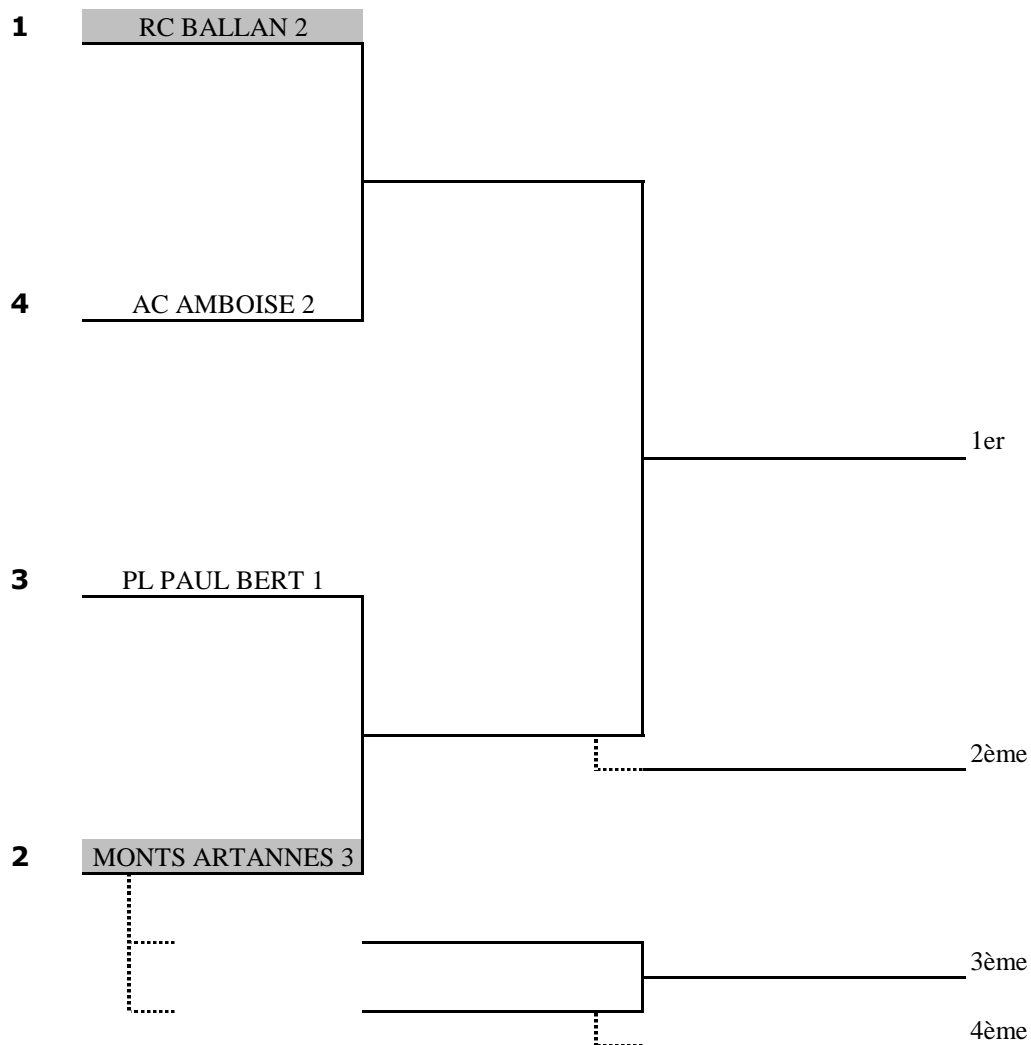 1 RC BALLAN 2
4 AC AMBOISE 2
1er
3 PL PAUL BERT 1
2ème
2 MONTS ARTANNES 3
3ème
4ème